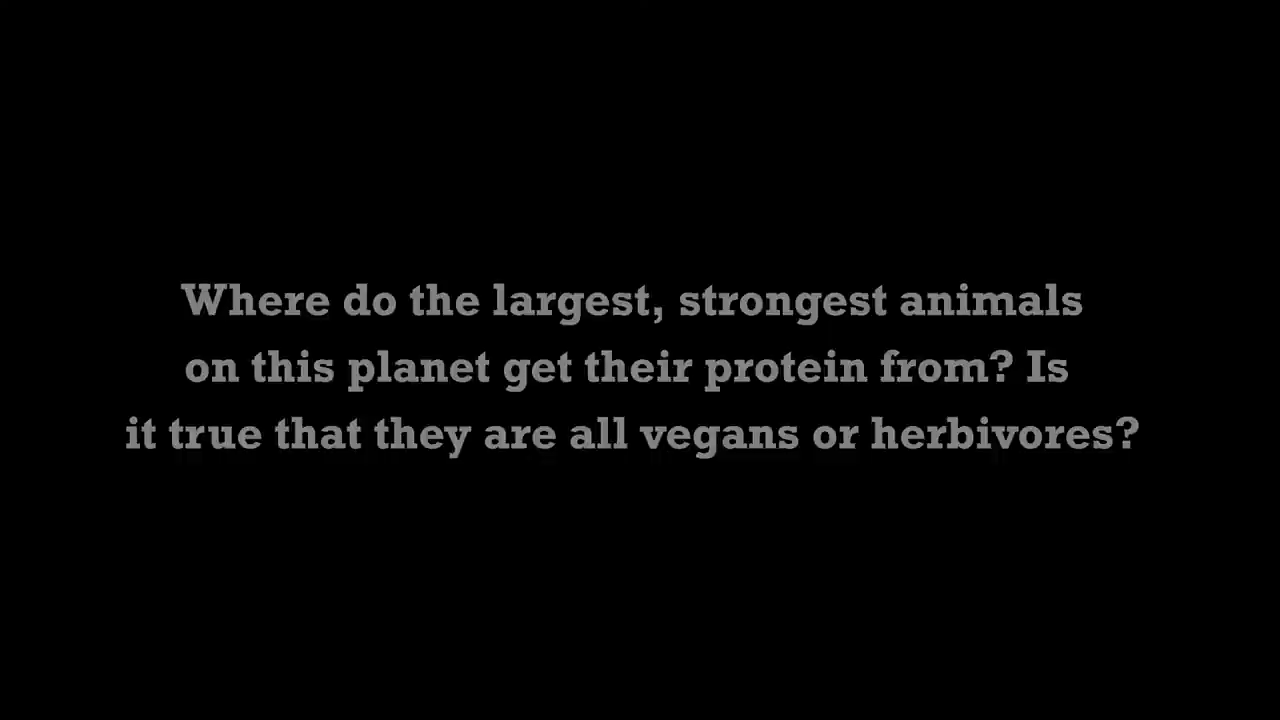 Where do the largest, strongest animals
on this planet get their protein from? Is
it true that they are all vegans or herbivores?